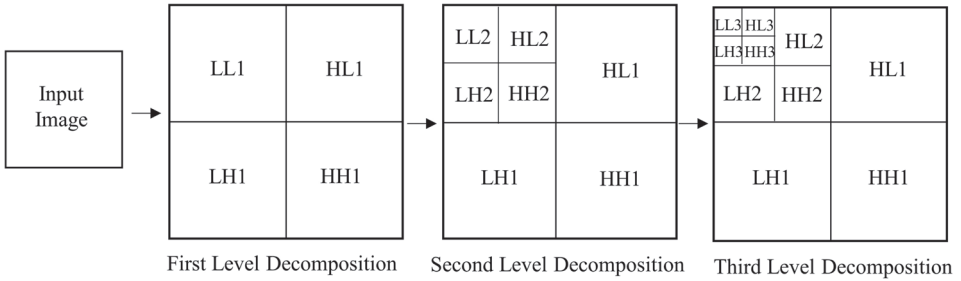 Input
Image
LL1 HL1
LH1 HH1
First Level Decomposition
LL2 HL2
HL1
LH2 HH2
LH1 HH1
Second Level Decomposition
LL3 HL3
LH3 HH3
HL2
HL1
LH2 HH2
LH1 HH1
Third Level Decomposition